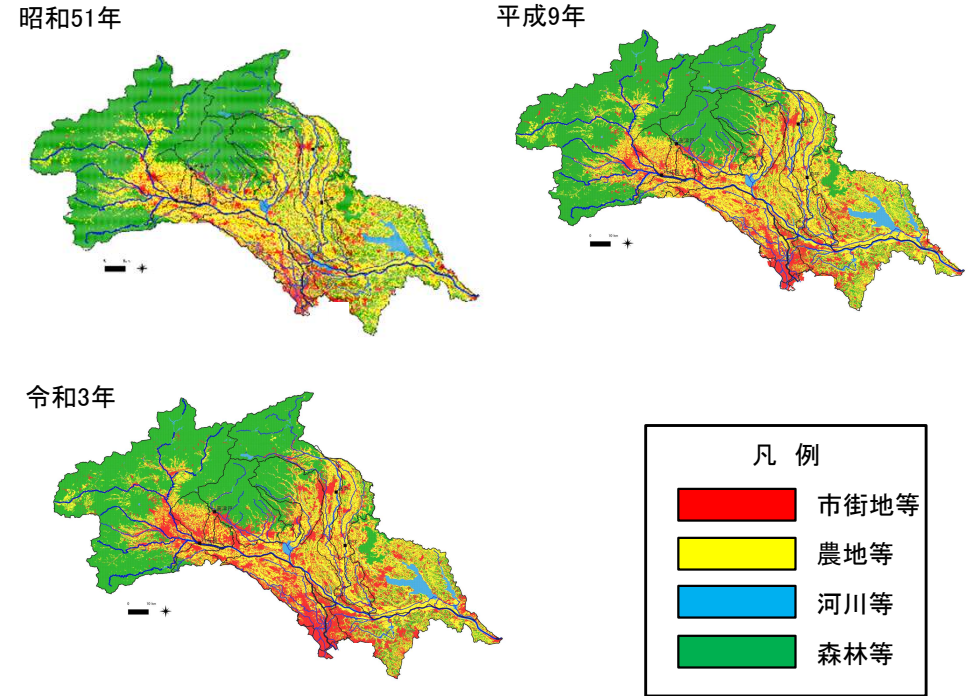 昭和51年
平成9年
令和3年
凡 例
市街地等
農地等
河川等
森林等